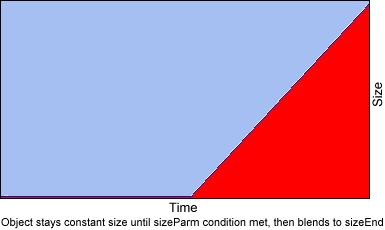 Size
Time
Object stays constant size until sizeParm condition met, then blends to sizeEnd